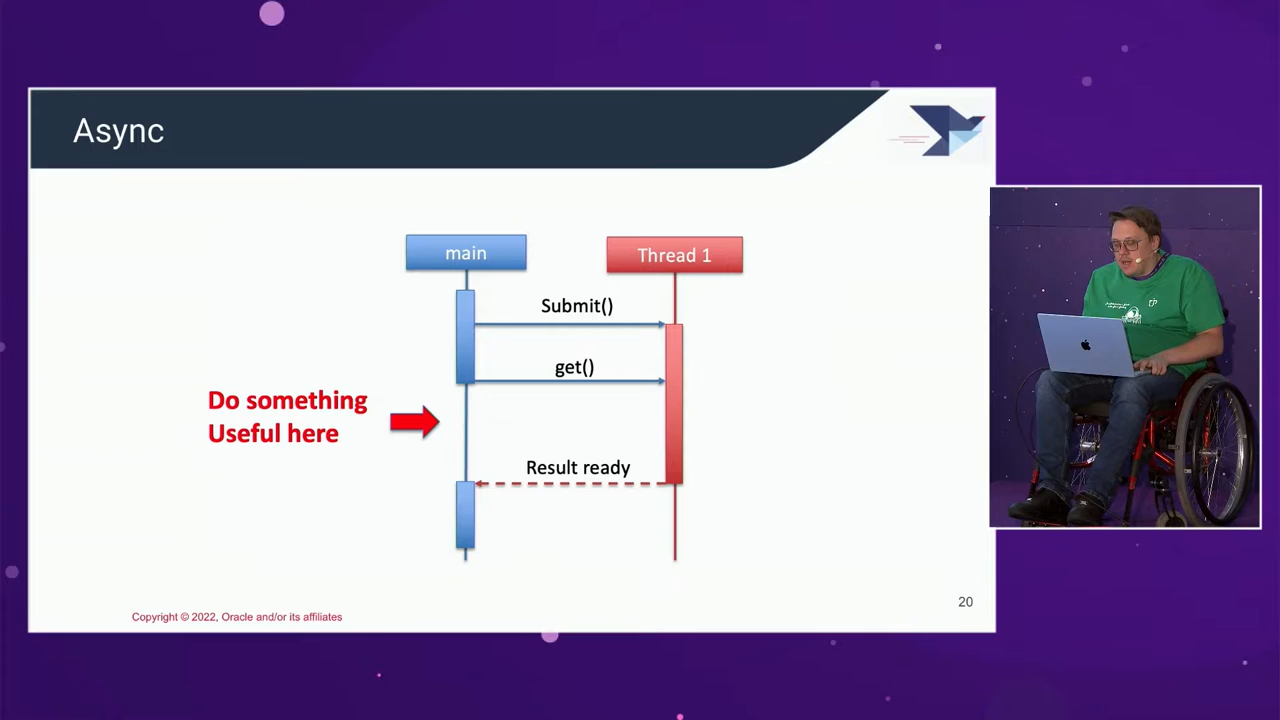 Async
main
Thread 1
Submit()
get()
Do something
Useful here
Result ready
20
Copyright © 2022, Oracle and/or its affiliates